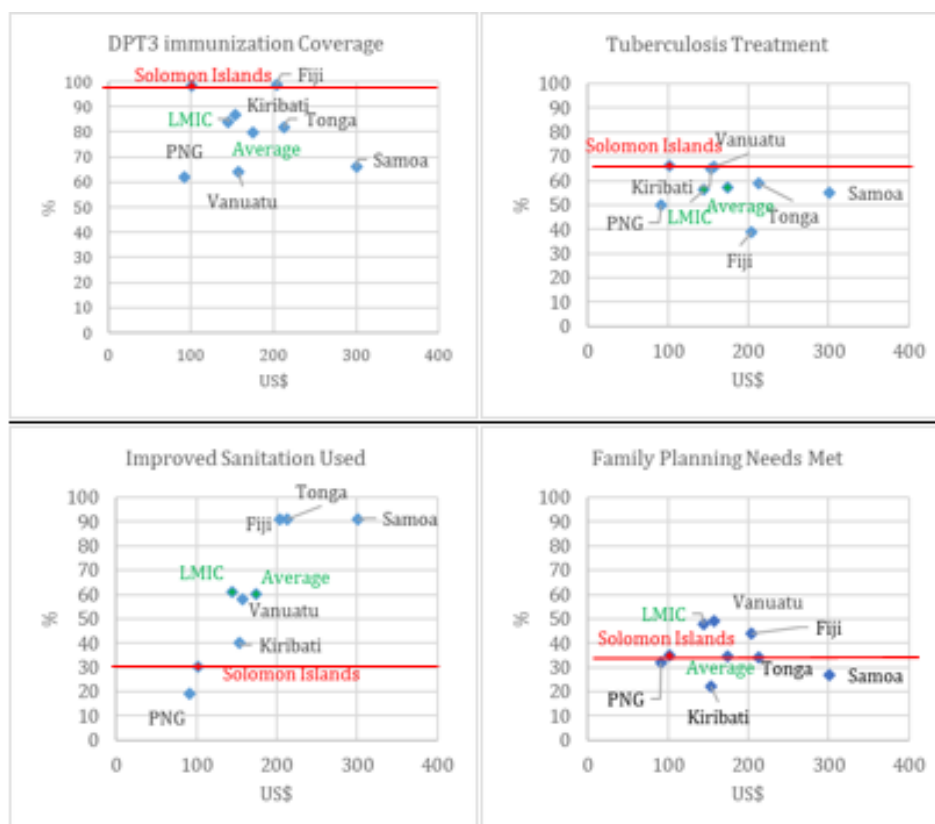 DPT3 immunization Coverage
Solomon Islands Fiji
100
90
Kiribati
LMIC Tonga
80
PNG Average
70
Samoa
60
Vanuatu
%
50
40
30
20
10
0
0 100 200 300 400
US$
Tuberculosis Treatment
100
90
80
Vanuatu
70
Solomon Islands
60
Kiribati Samoa
Average
50
PNG LMIC Tonga
%
40
Fiji
30
20
10
0
0 100 200 300 400
US$
Improved Sanitation Used
Tonga
100
90
Fiji Samoa
80
70
LMIC Average
60
Vanuatu
50
%
40
Kiribati
30
Solomon Islands
20
PNG
10
0
0 100 200 300 400
US$
Family Planning Needs Met
100
90
80
70
60
Vanuatu
LMIC
50
Fiji
%
40
Solomon Islands
30
Average Tonga Samoa
20
PNG
Kiribati
10
0
0 100 200 300 400
US$